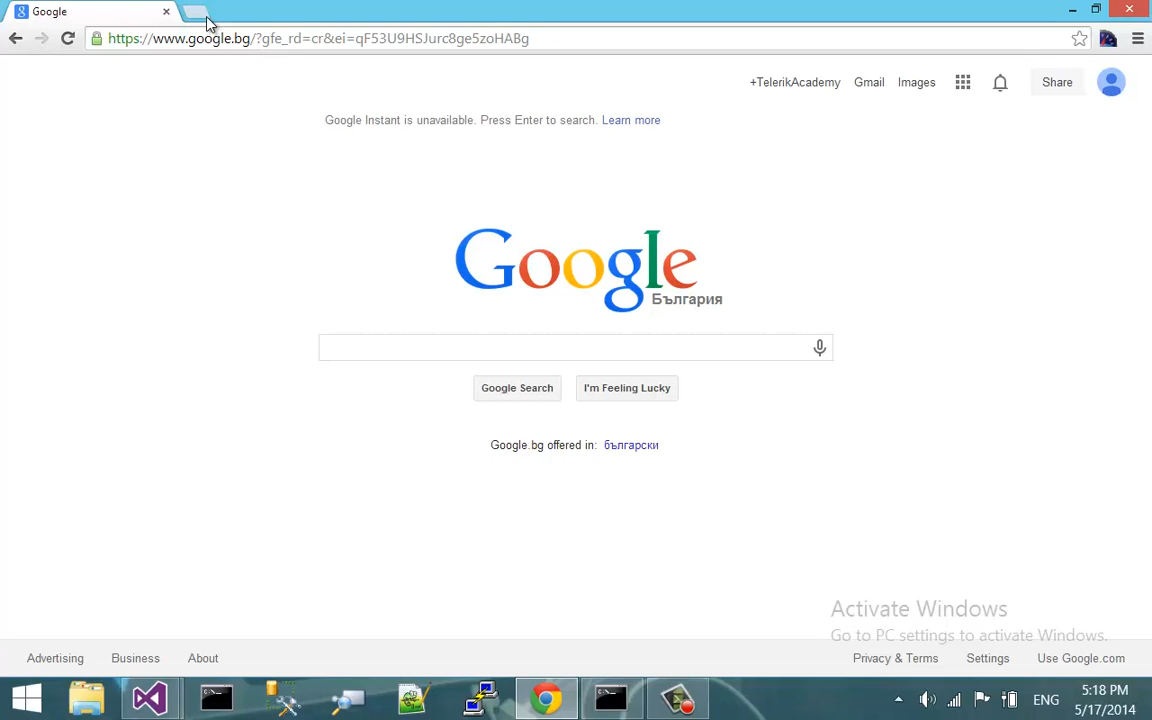 Google
https://www.google.bg/?gfe_rd=cr&ei=qF53U9HSJurc8ge5zoHABg
+TelerikAcademy Gmail Images Share
Google Instant is unavailable. Press Enter to search. Learn more
Google
България
Google Search I'm Feeling Lucky
Google.bg offered in: български
Activate Windows
Go to PC settings to activate Windows.
Advertising Business About Privacy & Terms Settings Use Google.com
ENG
5:18 PM
5/17/2014